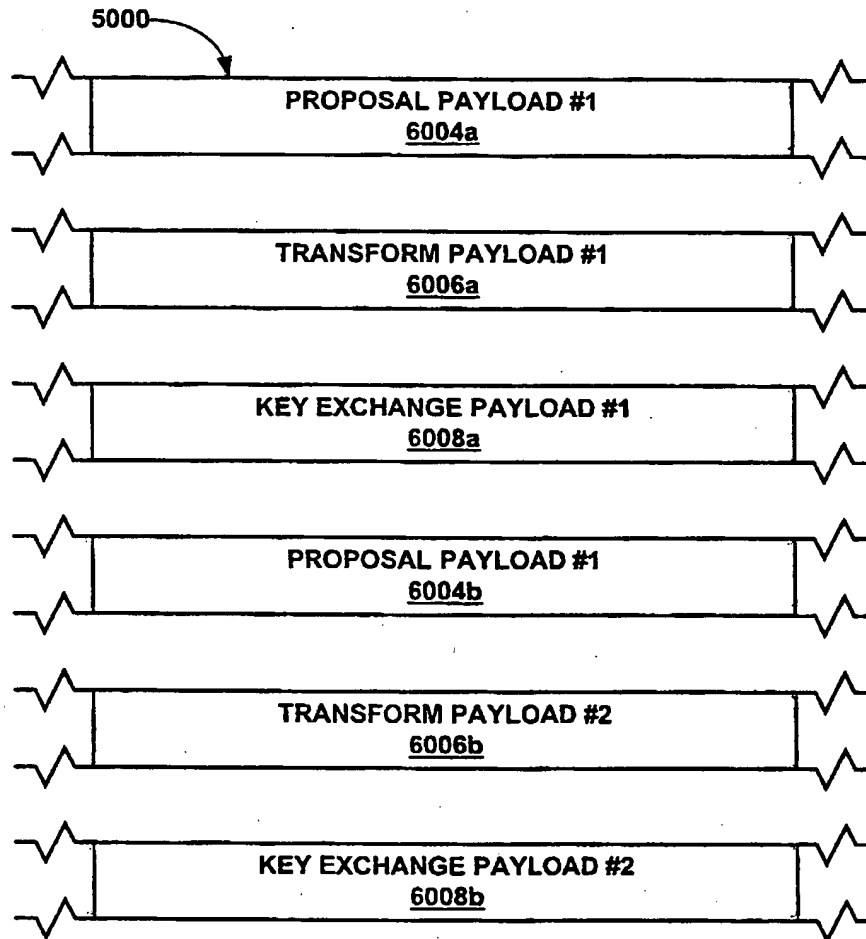 5000
PROPOSAL PAYLOAD #1
6004a
TRANSFORM PAYLOAD #1
6006a
KEY EXCHANGE PAYLOAD #1
6008a
PROPOSAL PAYLOAD #1
6004b
TRANSFORM PAYLOAD #2
6006b
KEY EXCHANGE PAYLOAD #2
6008b